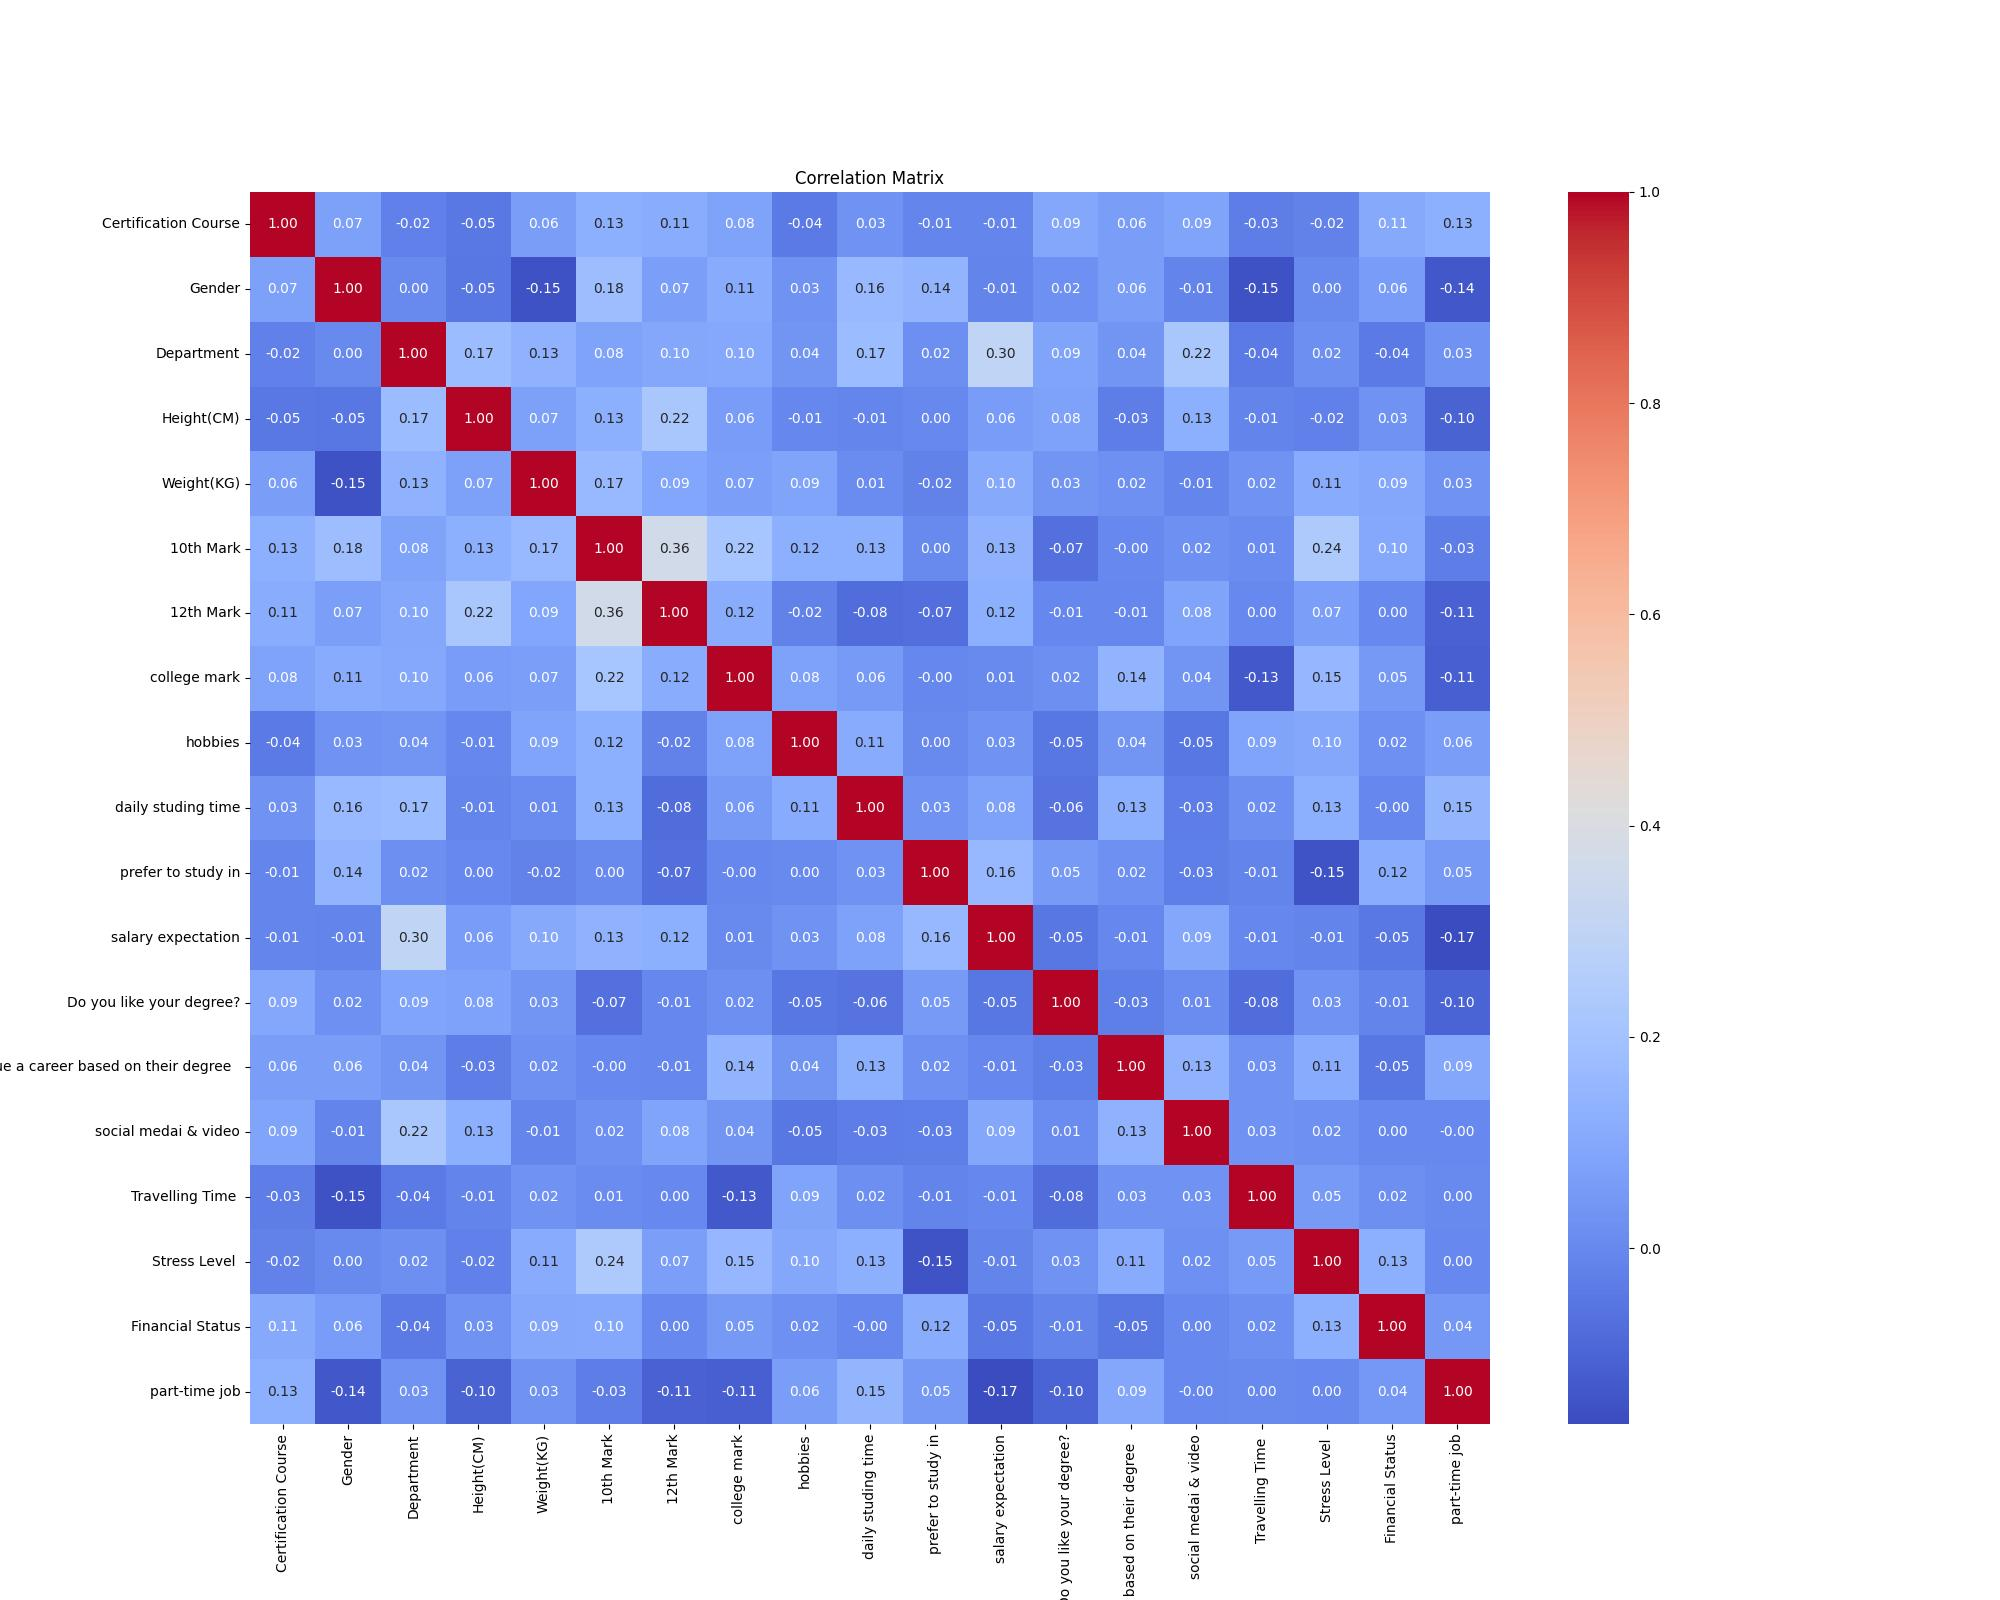 Correlation Matrix
Certification Course 1.00 0.07 -0.02 -0.05 0.06 0.13 0.11 0.08 -0.04 0.03 -0.01 -0.01 0.09 0.06 0.09 -0.03 -0.02 0.11 0.13
Gender 0.07 1.00 0.00 -0.05 -0.15 0.18 0.07 0.11 0.03 0.16 0.14 -0.01 0.02 0.06 -0.01 -0.15 0.00 0.06 -0.14
Department -0.02 0.00 1.00 0.17 0.13 0.08 0.10 0.10 0.04 0.17 0.02 0.30 0.09 0.04 0.22 -0.04 0.02 -0.04 0.03
Height(CM) -0.05 -0.05 0.17 1.00 0.07 0.13 0.22 0.06 -0.01 -0.01 0.00 0.06 0.08 -0.03 0.13 -0.01 -0.02 0.03 -0.10
Weight(KG) 0.06 -0.15 0.13 0.07 1.00 0.17 0.09 0.07 0.09 0.01 -0.02 0.10 0.03 0.02 -0.01 0.02 0.11 0.09 0.03
10th Mark 0.13 0.18 0.08 0.13 0.17 1.00 0.36 0.22 0.12 0.13 0.00 0.13 -0.07 -0.00 0.02 0.01 0.24 0.10 -0.03
12th Mark 0.11 0.07 0.10 0.22 0.09 0.36 1.00 0.12 -0.02 -0.08 -0.07 0.12 -0.01 -0.01 0.08 0.00 0.07 0.00 -0.11
college mark 0.08 0.11 0.10 0.06 0.07 0.22 0.12 1.00 0.08 0.06 -0.00 0.01 0.02 0.14 0.04 -0.13 0.15 0.05 -0.11
hobbies -0.04 0.03 0.04 -0.01 0.09 0.12 -0.02 0.08 1.00 0.11 0.00 0.03 -0.05 0.04 -0.05 0.09 0.10 0.02 0.06
daily studing time 0.03 0.16 0.17 -0.01 0.01 0.13 -0.08 0.06 0.11 1.00 0.03 0.08 -0.06 0.13 -0.03 0.02 0.13 -0.00 0.15
prefer to study in -0.01 0.14 0.02 0.00 -0.02 0.00 -0.07 -0.00 0.00 0.03 1.00 0.16 0.05 0.02 -0.03 -0.01 -0.15 0.12 0.05
salary expectation -0.01 -0.01 0.30 0.06 0.10 0.13 0.12 0.01 0.03 0.08 0.16 1.00 -0.05 -0.01 0.09 -0.01 -0.01 -0.05 -0.17
Do you like your degree? 0.09 0.02 0.09 0.08 0.03 -0.07 -0.01 0.02 -0.05 -0.06 0.05 -0.05 1.00 -0.03 0.01 -0.08 0.03 -0.01 -0.10
a career based on their degree 0.06 0.06 0.04 -0.03 0.02 -0.00 -0.01 0.14 0.04 0.13 0.02 -0.01 -0.03 1.00 0.13 0.03 0.11 -0.05 0.09
social medai & video 0.09 -0.01 0.22 0.13 -0.01 0.02 0.08 0.04 -0.05 -0.03 -0.03 0.09 0.01 0.13 1.00 0.03 0.02 0.00 -0.00
Travelling Time -0.03 -0.15 -0.04 -0.01 0.02 0.01 0.00 -0.13 0.09 0.02 -0.01 -0.01 -0.08 0.03 0.03 1.00 0.05 0.02 0.00
Stress Level -0.02 0.00 0.02 -0.02 0.11 0.24 0.07 0.15 0.10 0.13 -0.15 -0.01 0.03 0.11 0.02 0.05 1.00 0.13 0.00
Financial Status 0.11 0.06 -0.04 0.03 0.09 0.10 0.00 0.05 0.02 -0.00 0.12 -0.05 -0.01 -0.05 0.00 0.02 0.13 1.00 0.04
part-time job 0.13 -0.14 0.03 -0.10 0.03 -0.03 -0.11 -0.11 0.06 0.15 0.05 -0.17 -0.10 0.09 -0.00 0.00 0.00 0.04 1.00
Certification Course
Gender
Department
Height(CM)
Weight(KG)
10th Mark
12th Mark
college mark
hobbies
daily studing time
prefer to study in
salary expectation
you like your degree?
based on their degree
social medai & video
Travelling Time
Stress Level
Financial Status
part-time job
1.0
0.8
0.6
0.4
0.2
0.0